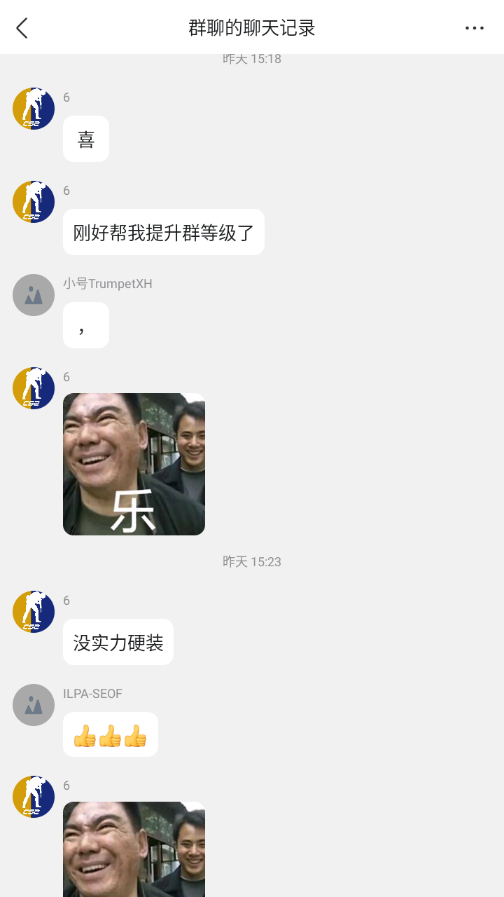 群聊的聊天记录
昨天 15:18
6
喜
6
刚好帮我提升群等级了
小号TrumpetXH
，
6
乐
昨天 15:23
6
没实力硬装
ILPA-SEOF
👍👍👍
6